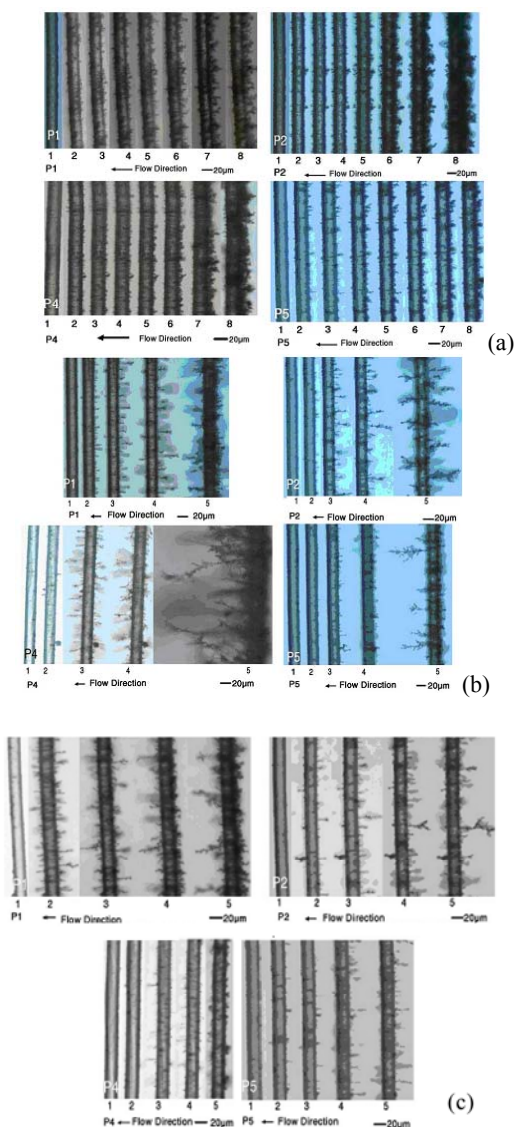 P1 P2
1 2 3 4 5 6 7 8 1 2 3 4 5 6 7 8
P1 Flow Direction 20μm P2 Flow Direction 20μm
P4 P5
1 2 3 4 5 6 7 8 1 2 3 4 5 6 7 8
P4 Flow Direction 20μm P5 Flow Direction 20μm
(a)
P1 P2
1 2 3 4 5 1 2 3 4 5
P1 Flow Direction 20μm P2 Flow Direction 20μm
P4 P5
1 2 3 4 5 1 2 3 4 5
P4 Flow Direction 20μm P5 Flow Direction 20μm
(b)
P1 P2
1 2 3 4 5 1 2 3 4 5
P1 Flow Direction 20μm P2 Flow Direction 20μm
P4 P5
1 2 3 4 5 1 2 3 4 5
P4 Flow Direction 20μm P5 Flow Direction 20μm
(c)